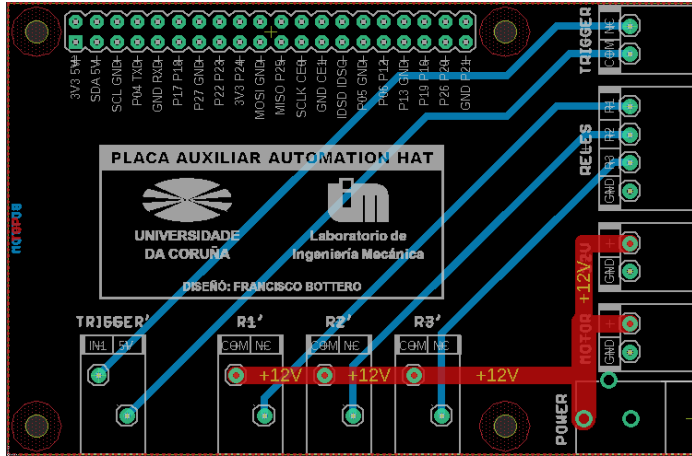 3V3 5V
SDA 5V
SCL GND
P04 TXD
GND RXD
P17 P18
P27 GND
P22 P23
3V3 P24
MOSI GND
MISO P25
SCLK CE0
GND CE1
IDSD IDSC
P05 GND
P06 P12
P13 GND
P19 P16
P26 P20
GND P21
TRIGGER
COM NC
RELES
R1
R2
R3
GND
PLACA AUXILIAR AUTOMATION HAT
UNIVERSIDADE
DA CORUÑA
Laboratorio de
Ingeniería Mecánica
DISEÑO: FRANCISCO BOTTERO
+
GND
+12V
MOTOR
+
GND
TRIGGER'
IN1 5V
R1'
COM NC
R2'
COM NC
R3'
COM NC
+12V
+12V
+12V
POWER